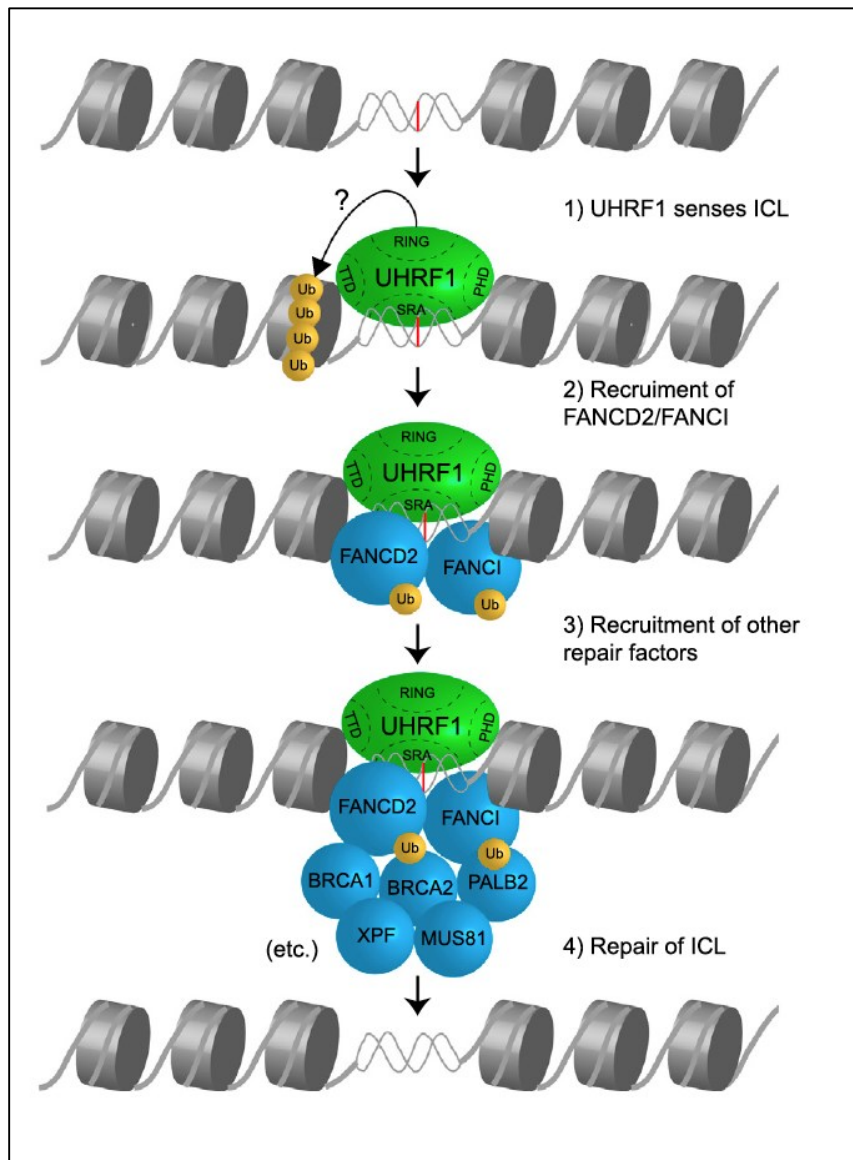 1) UHRF1 senses ICL
?
RING
TTD
UHRF1
PHD
SRA
Ub
Ub
Ub
Ub
2) Recruiment of
FANCD2/FANCI
RING
TTD
UHRF1
PHD
SRA
FANCD2
FANCI
Ub
Ub
3) Recruitment of other
repair factors
RING
TTD
UHRF1
PHD
SRA
FANCD2
FANCI
Ub
Ub
BRCA1
BRCA2
PALB2
XPF
MUS81
(etc.)
4) Repair of ICL